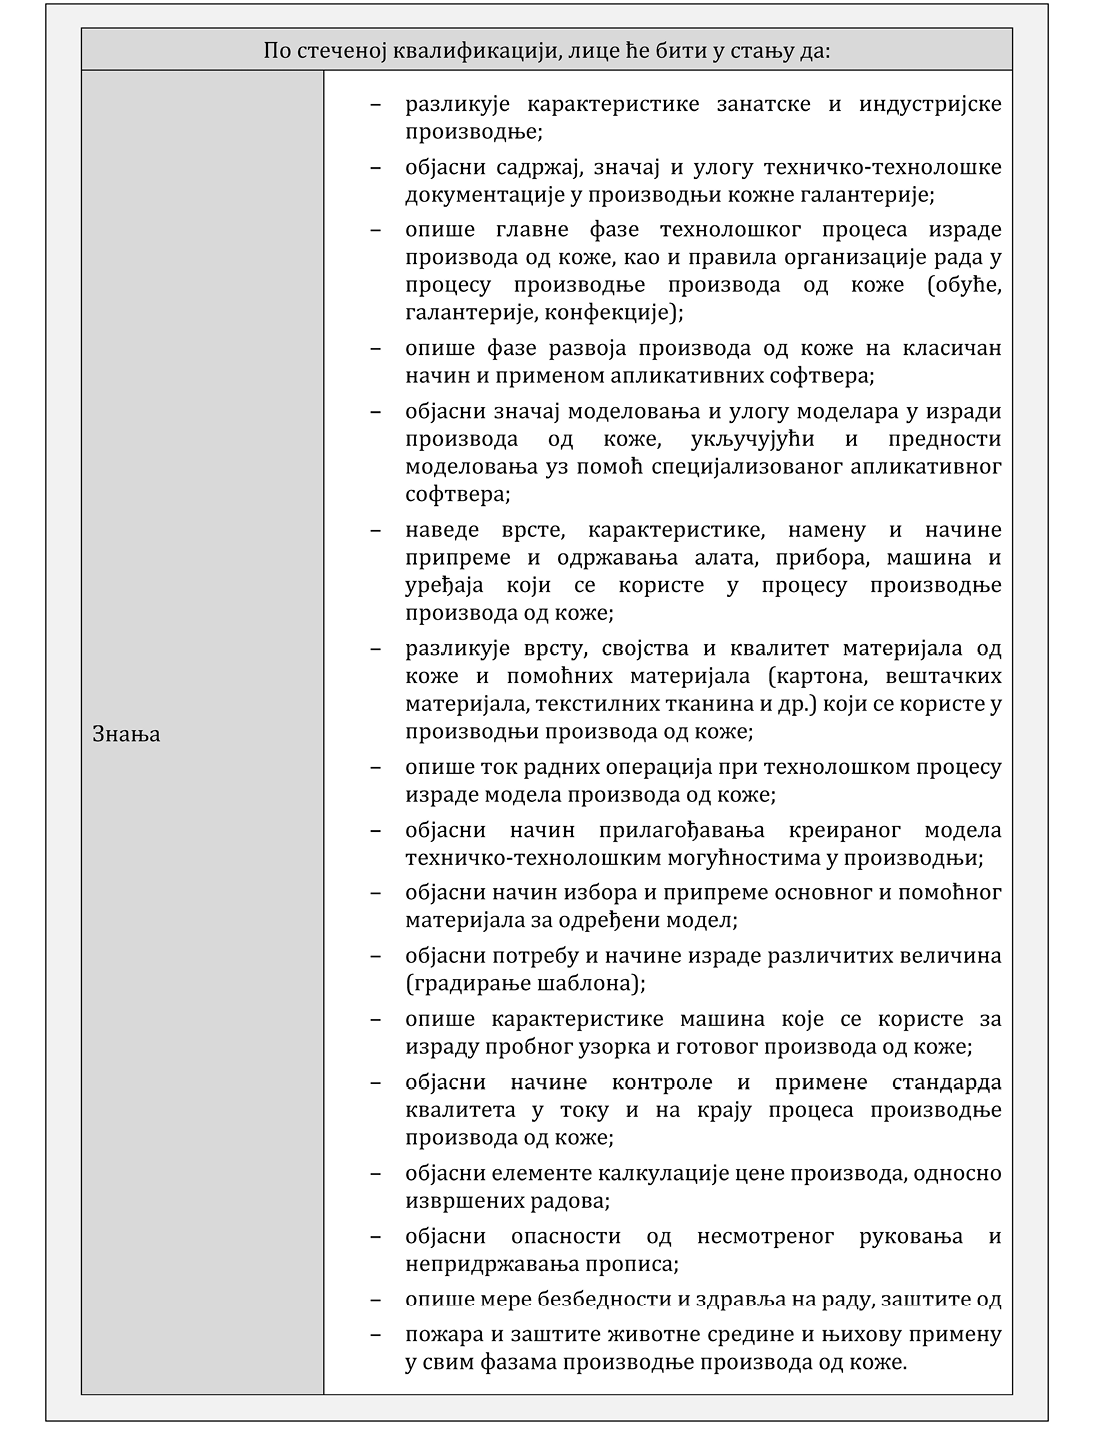 По стеченој квалификацији, лице ће бити у стању да:
Знања
– разликује карактеристике занатске и индустријске
производње;
– објасни садржај, значај и улогу техничко-технолошке
документације у производњи кожне галантерије;
– опише главне фазе технолошког процеса израде
производа од коже, као и правила организације рада у
процесу производње производа од коже (обуће,
галантерије, конфекције);
– опише фазе развоја производа од коже на класичан
начин и применом апликативних софтвера;
– објасни значај моделовања и улогу моделара у изради
производа од коже, укључујући и предности
моделовања уз помоћ специјализованог апликативног
софтвера;
– наведе врсте, карактеристике, намену и начине
припреме и одржавања алата, прибора, машина и
уређаја који се користе у процесу производње
производа од коже;
– разликује врсту, својства и квалитет материјала од
коже и помоћних материјала (картона, вештачких
материјала, текстилних тканина и др.) који се користе у
производњи производа од коже;
– опише ток радних операција при технолошком процесу
израде модела производа од коже;
– објасни начин прилагођавања креираног модела
техничко-технолошким могућностима у производњи;
– објасни начин избора и припреме основног и помоћног
материјала за одређени модел;
– објасни потребу и начине израде различитих величина
(градирање шаблона);
– опише карактеристике машина које се користе за
израду пробног узорка и готовог производа од коже;
– објасни начине контроле и примене стандарда
квалитета у току и на крају процеса производње
производа од коже;
– објасни елементе калкулације цене производа, односно
извршених радова;
– објасни опасности од несмотреног руковања и
непридржавања прописа;
– опише мере безбедности и здравља на раду, заштите од
– пожара и заштите животне средине и њихову примену
у свим фазама производње производа од коже.